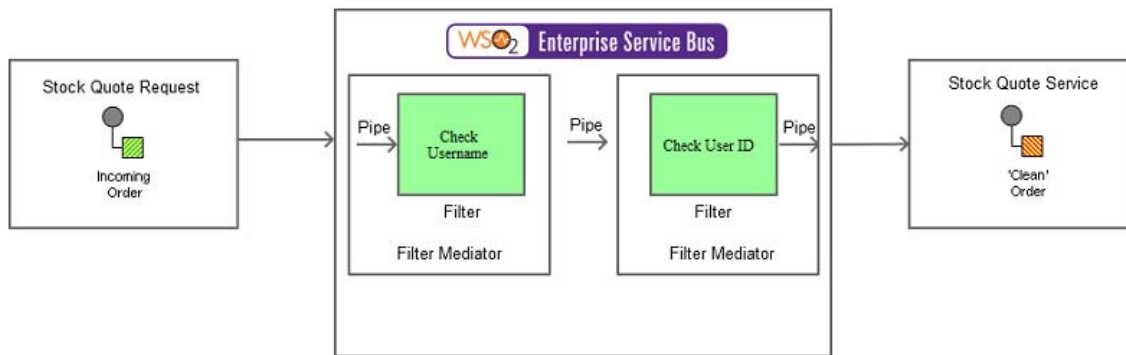 WSO2 Enterprise Service Bus
Stock Quote Request
Incoming
Order
Pipe
Check
Username
Filter
Filter Mediator
Pipe
Check User ID
Pipe
Filter
Filter Mediator
Stock Quote Service
'Clean'
Order